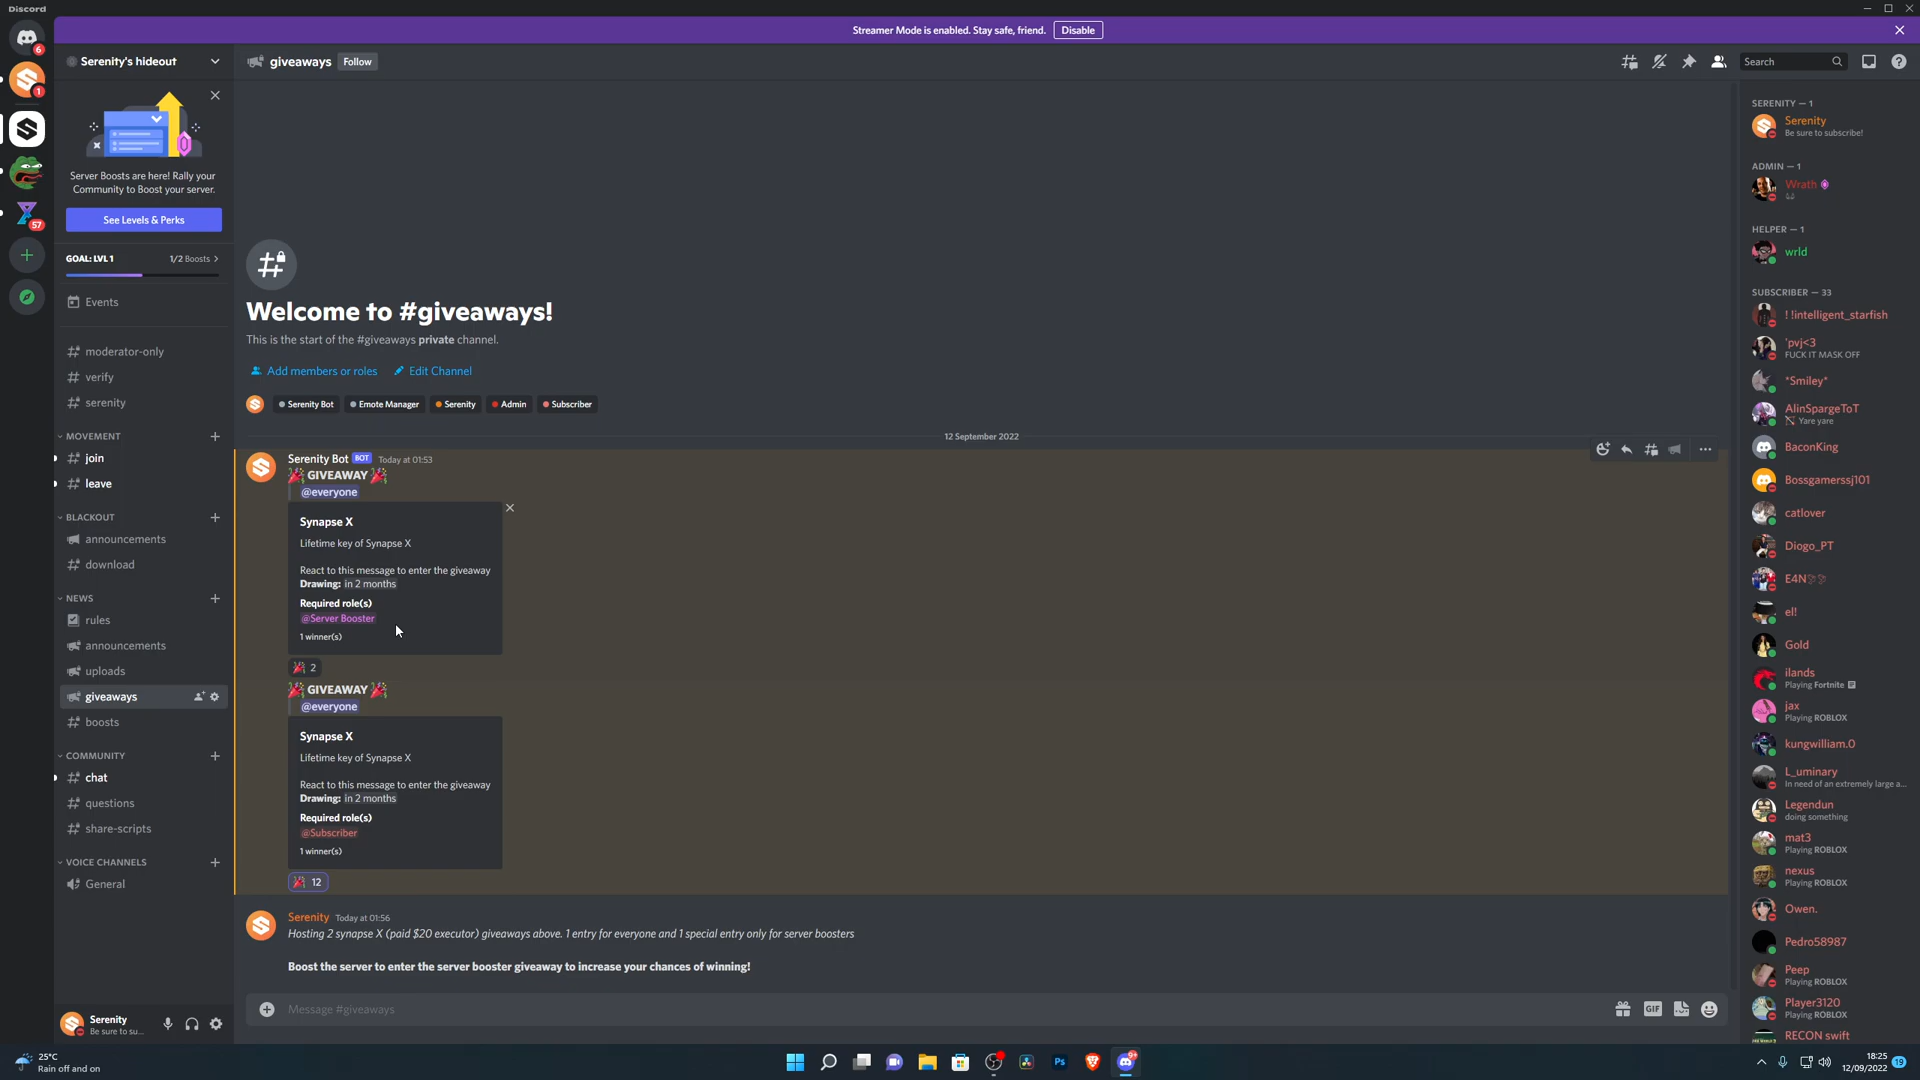 Discord
Streamer Mode is enabled. Stay safe, friend.
Disable
Serenity's hideout
giveaways
Follow
Search
6
1
57
Server Boosts are here! Rally your
Community to Boost your server.
See Levels & Perks
GOAL: LVL 1
1/2 Boosts
Events
moderator-only
verify
serenity
MOVEMENT
join
leave
BLACKOUT
announcements
download
NEWS
rules
announcements
uploads
giveaways
boosts
COMMUNITY
chat
questions
share-scripts
VOICE CHANNELS
General
Serenity
Be sure to su...
Welcome to #giveaways!
This is the start of the #giveaways private channel.
Add members or roles
Edit Channel
Serenity Bot
Emote Manager
Serenity
Admin
Subscriber
12 September 2022
Serenity Bot BOT Today at 01:53
GIVEAWAY
@everyone
Synapse X
Lifetime key of Synapse X
React to this message to enter the giveaway
Drawing: in 2 months
Required role(s)
@Server Booster
1 winner(s)
2
GIVEAWAY
@everyone
Synapse X
Lifetime key of Synapse X
React to this message to enter the giveaway
Drawing: in 2 months
Required role(s)
@Subscriber
1 winner(s)
12
Serenity Today at 01:56
Hosting 2 synapse X (paid $20 executor) giveaways above. 1 entry for everyone and 1 special entry only for server boosters
Boost the server to enter the server booster giveaway to increase your chances of winning!
Message #giveaways
GIF
SERENITY — 1
Serenity
Be sure to subscribe!
ADMIN — 1
Wrath
HELPER — 1
wrld
SUBSCRIBER — 33
! !intelligent_starfish
'pvj<3
FUCK IT MASK OFF
*Smiley*
AlinSpargeToT
Yare yare
BaconKing
Bossgamerssj101
catlover
Diogo_PT
E4N
el!
Gold
ilands
Playing Fortnite
jax
Playing ROBLOX
kungwilliam.0
L_uminary
In need of an extremely large a...
Legendun
doing something
mat3
Playing ROBLOX
nexus
Playing ROBLOX
Owen.
Pedro58987
Peep
Playing ROBLOX
Player3120
Playing ROBLOX
RECON swift
25°C
Rain off and on
Ps
9+
18:25
12/09/2022
19